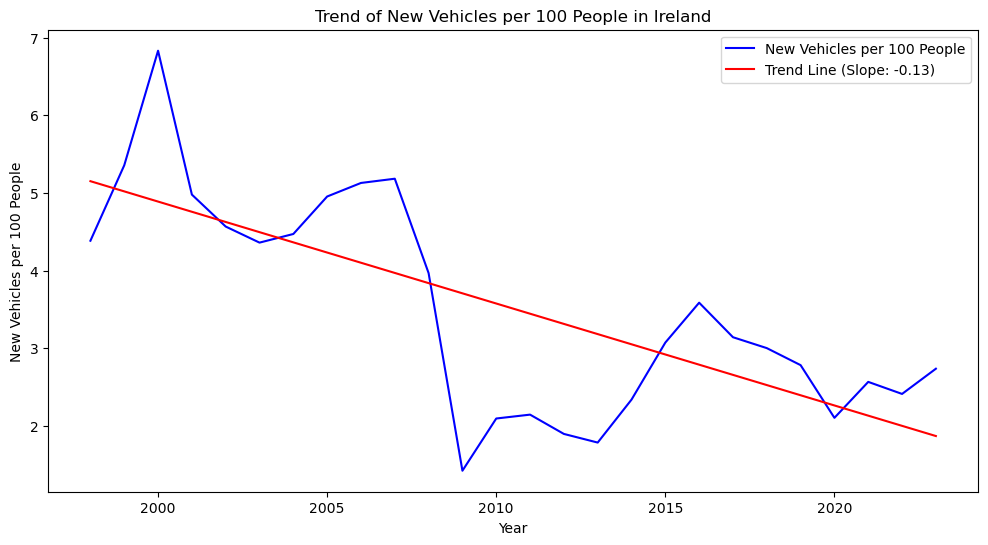 Trend of New Vehicles per 100 People in Ireland
New Vehicles per 100 People
Trend Line (Slope: -0.13)
New Vehicles per 100 People
7
6
5
4
3
2
2000
2005
2010
2015
2020
Year